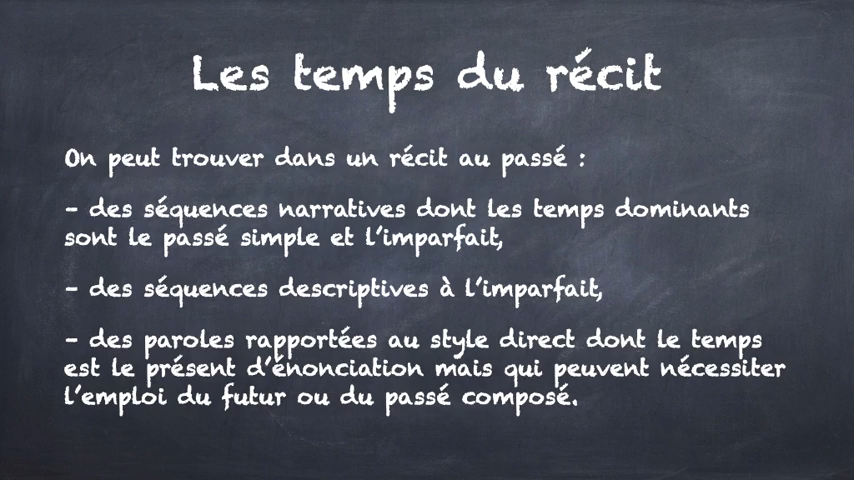 Les temps du récit
On peut trouver dans un récit au passé :
- des séquences narratives dont les temps dominants
sont le passé simple et l'imparfait,
- des séquences descriptives à l'imparfait,
- des paroles rapportées au style direct dont le temps
est le présent d'énonciation mais qui peuvent nécessiter
l'emploi du futur ou du passé composé.